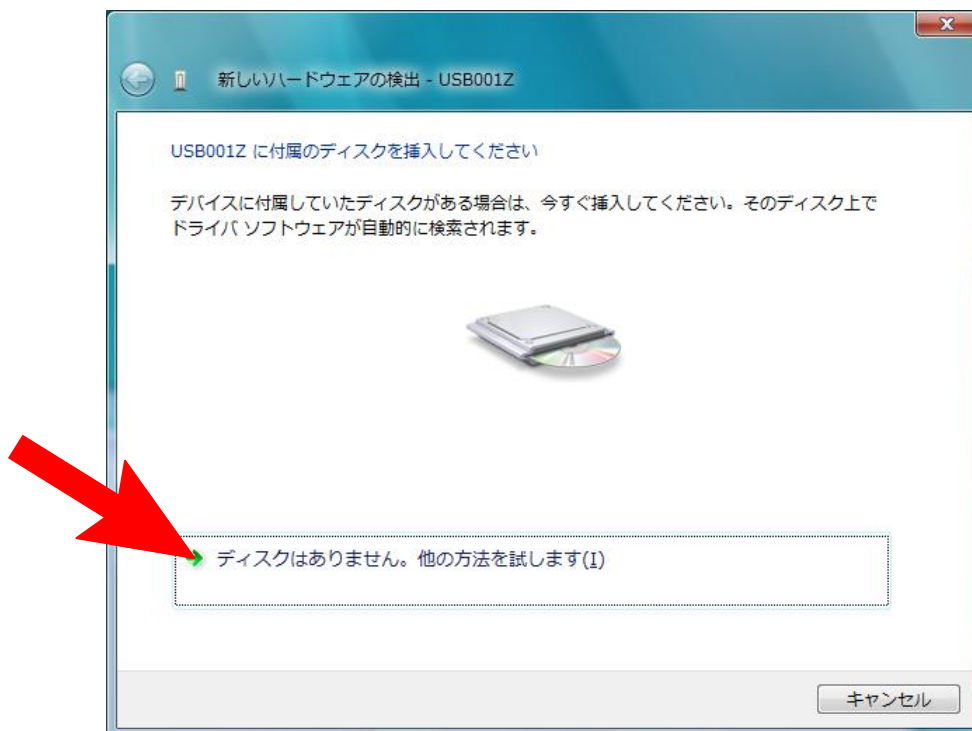 新しいハードウェアの検出 - USB001Z
USB001Z に付属のディスクを挿入してください
デバイスに付属していたディスクがある場合は、今すぐ挿入してください。そのディスク上で
ドライバ ソフトウェアが自動的に検索されます。
ディスクはありません。他の方法を試します(I)
キャンセル